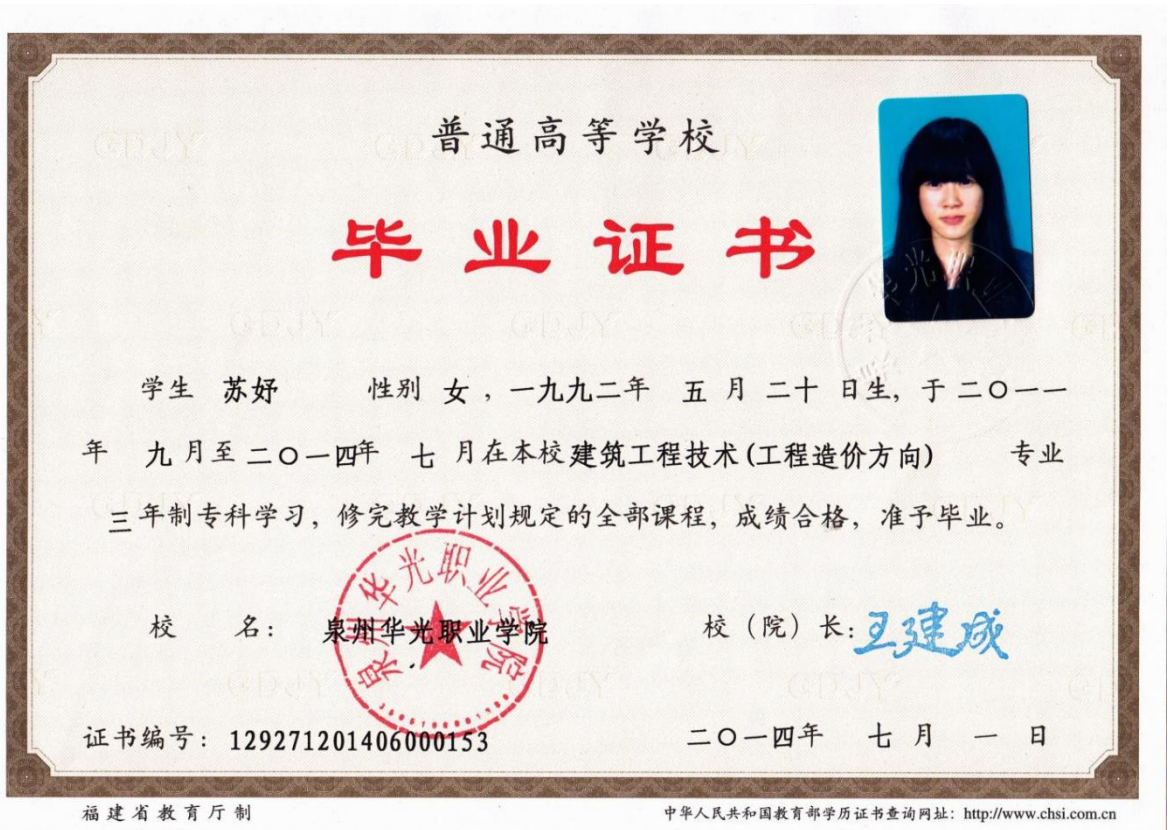 普通高等学校
毕业证书
学生 苏妤 性别 女，一九九二年 五 月 二十 日生，于 二〇一一
年 九 月至 二〇一四年 七 月在本校 建筑工程技术(工程造价方向) 专业
三 年制专科学习，修完教学计划规定的全部课程，成绩合格，准予毕业。
泉州华光职业学院
校 名： 泉州华光职业学院 校（院）长：王建成
证书编号：129271201406000153 二〇一四年 七 月 一 日
福建省教育厅制 中华人民共和国教育部学历证书查询网址：http://www.chsi.com.cn